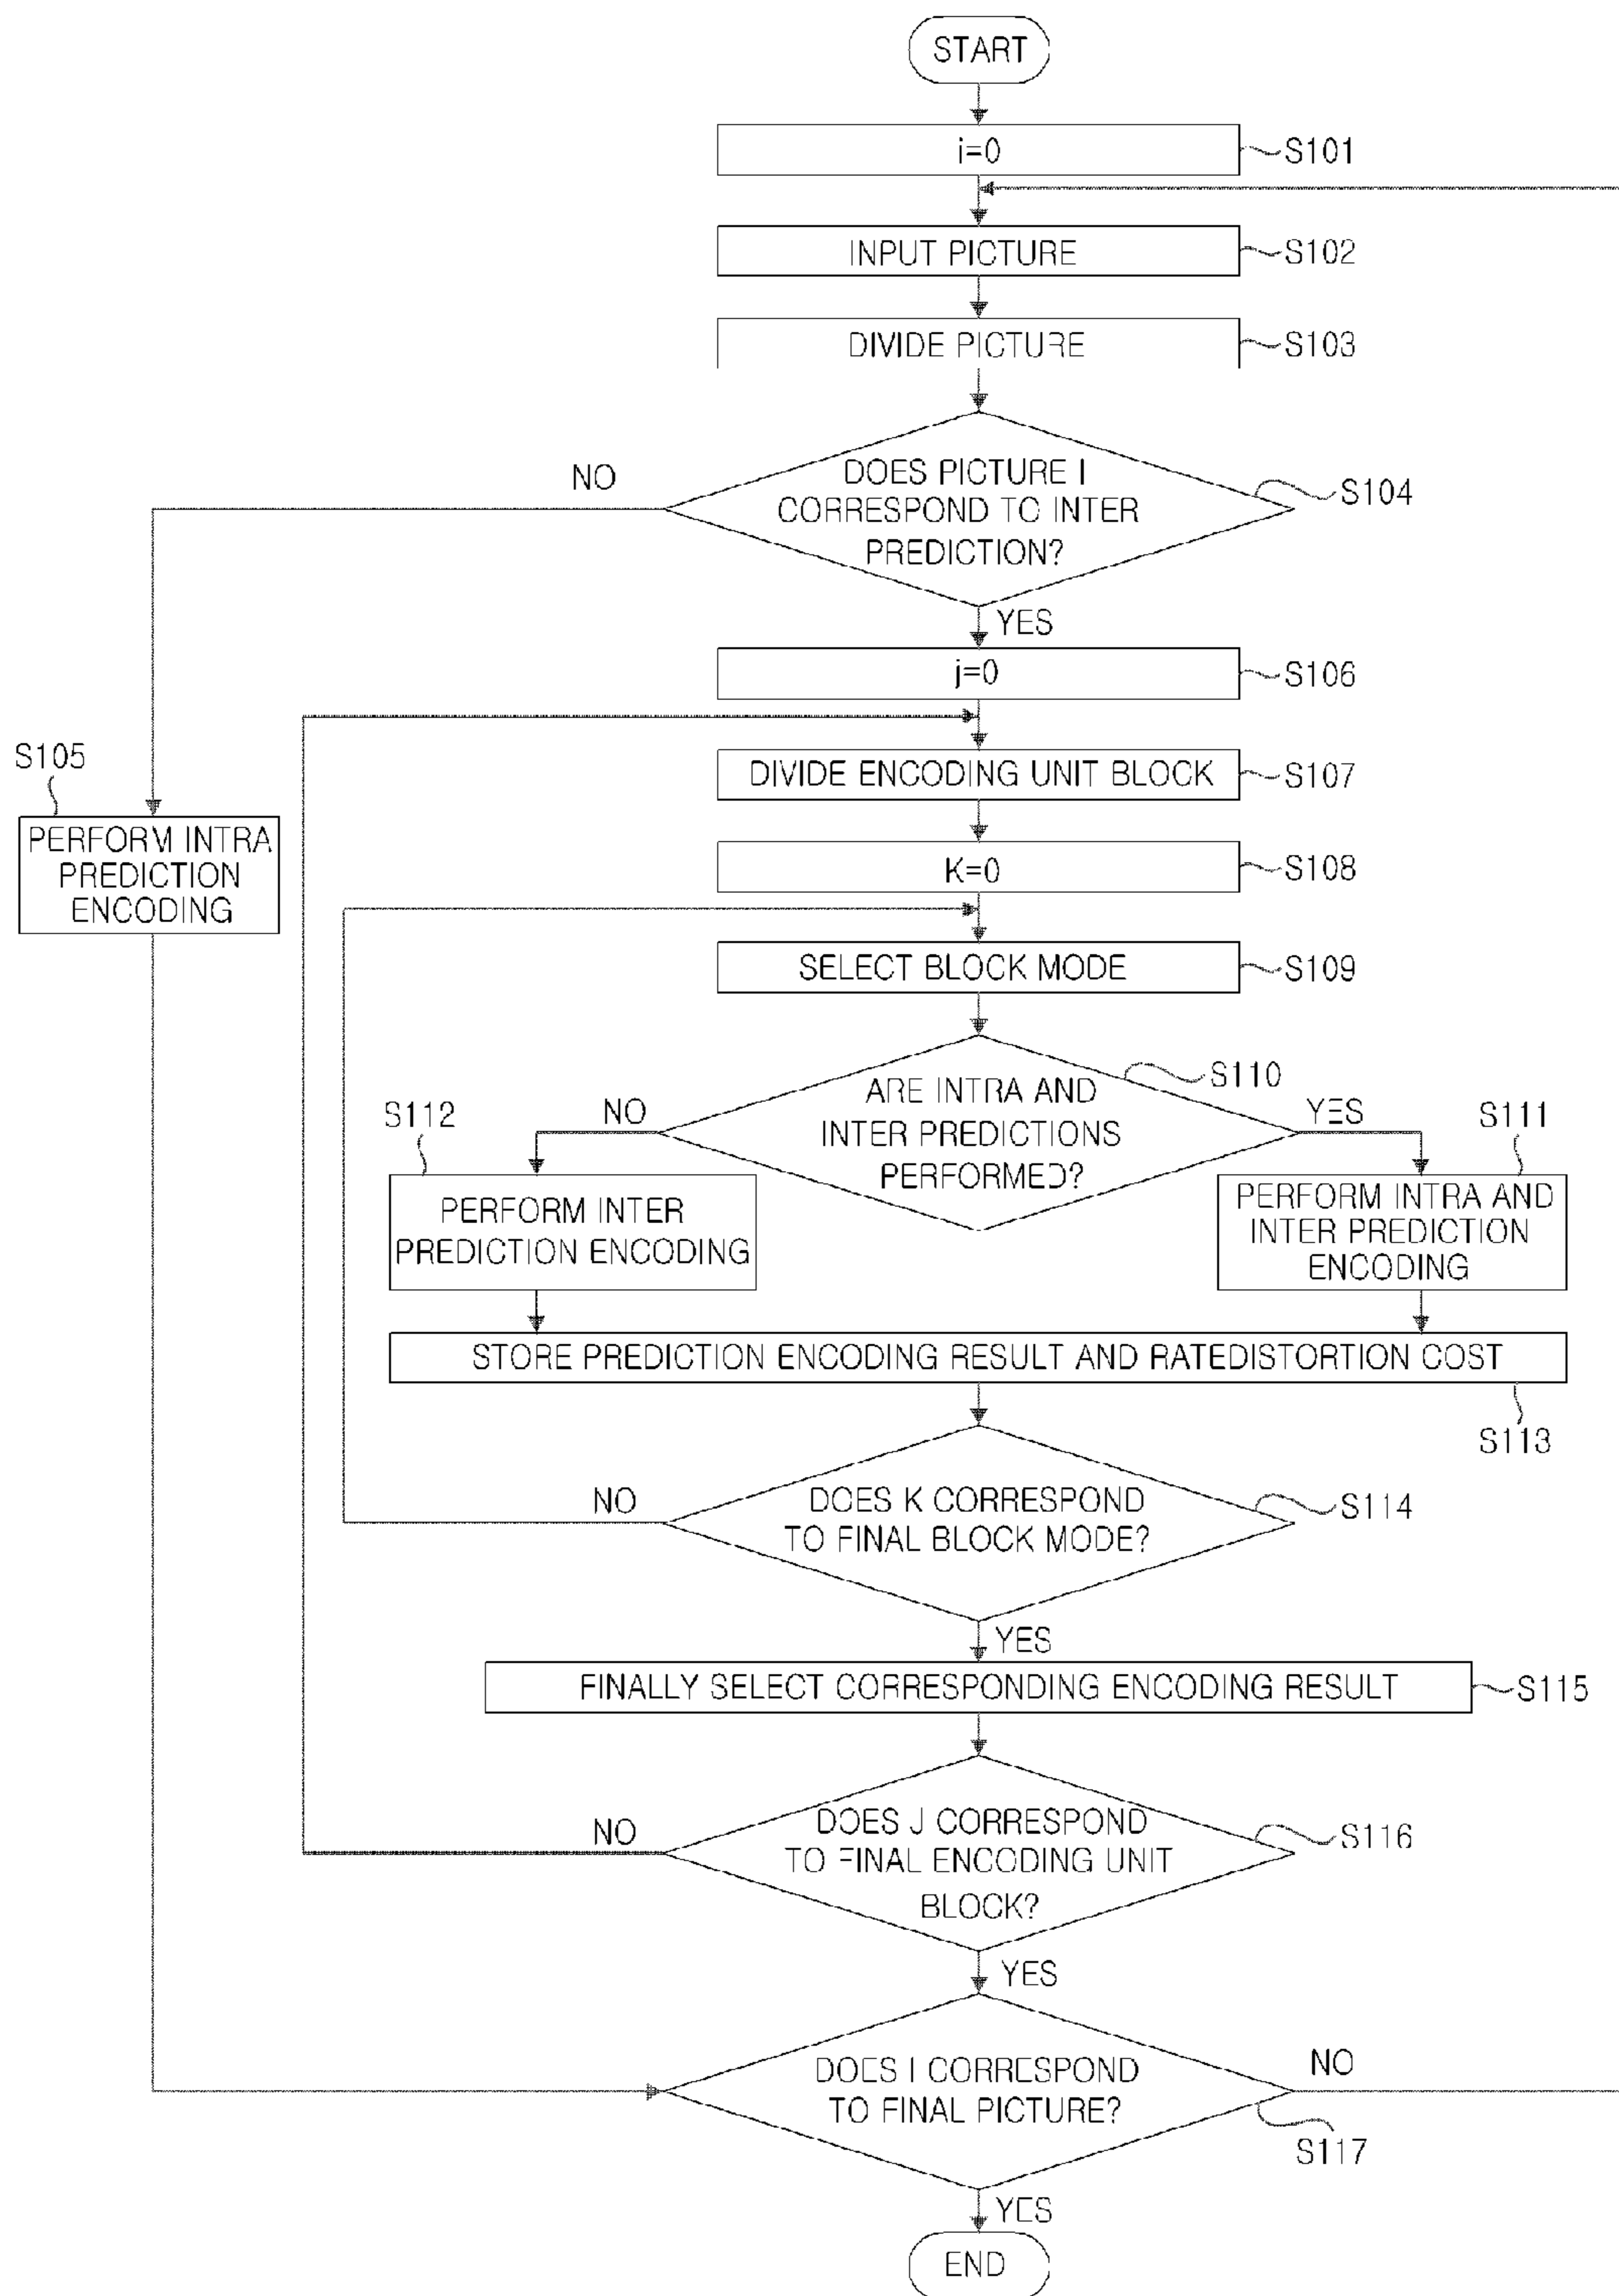 START
i=0
S101
INPUT PICTURE
S102
DIVIDE PICTURE
S103
DOES PICTURE I
CORRESPOND TO INTER
PREDICTION?
S104
NO
YES
j=0
S106
S105
PERFORM INTRA
PREDICTION
ENCODING
DIVIDE ENCODING UNIT BLOCK
S107
K=0
S108
SELECT BLOCK MODE
S109
ARE INTRA AND
INTER PREDICTIONS
PERFORMED?
S110
NO
YES
S112
S111
PERFORM INTER
PREDICTION ENCODING
PERFORM INTRA AND
INTER PREDICTION
ENCODING
STORE PREDICTION ENCODING RESULT AND RATEDISTORTION COST
S113
DOES K CORRESPOND
TO FINAL BLOCK MODE?
S114
NO
YES
FINALLY SELECT CORRESPONDING ENCODING RESULT
S115
DOES J CORRESPOND
TO FINAL ENCODING UNIT
BLOCK?
S116
NO
YES
DOES I CORRESPOND
TO FINAL PICTURE?
NO
S117
YES
END